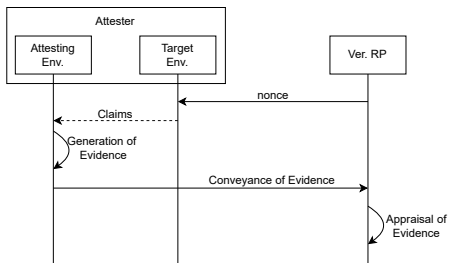 Attester
Attesting
Env.
Target
Env.
Ver. RP
nonce
Claims
Generation of
Evidence
Conveyance of Evidence
Appraisal of
Evidence